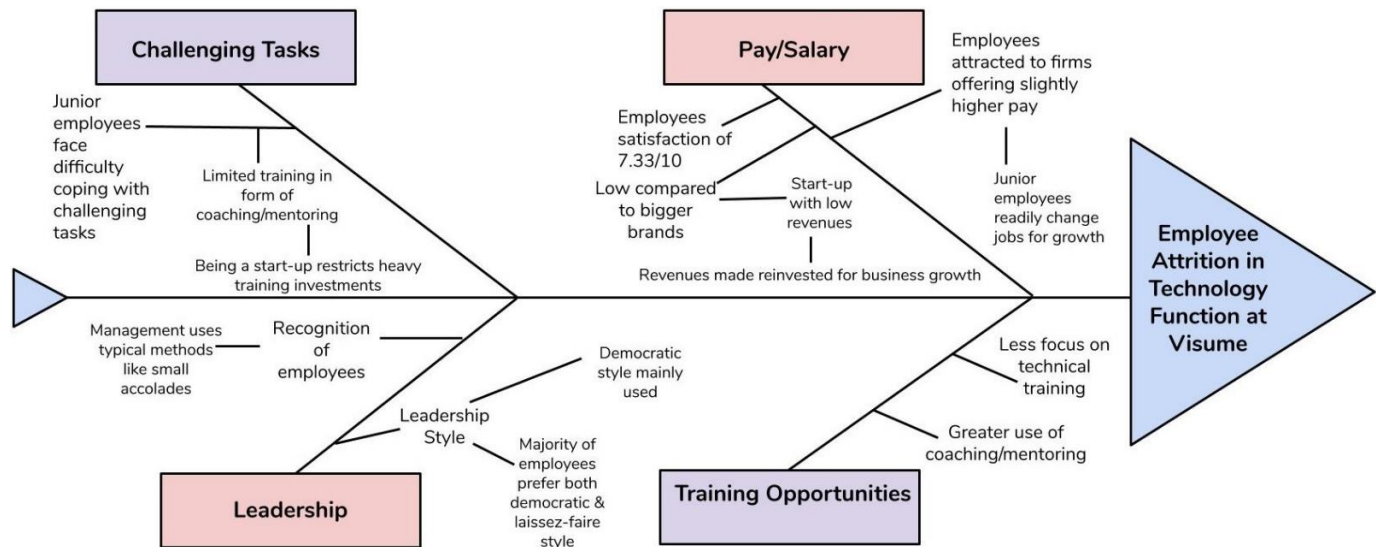 Challenging Tasks
Junior
employees
face
difficulty
coping with
challenging
tasks
Limited training in
form of
coaching/mentoring
Being a start-up restricts heavy
training investments
Pay/Salary
Employees
satisfaction of
7.33/10
Low compared
to bigger
brands
Start-up
with low
revenues
Revenues made reinvested for business growth
Employees
attracted to firms
offering slightly
higher pay
Junior
employees
readily change
jobs for growth
Employee
Attrition in
Technology
Function at
Visume
Management uses
typical methods
like small
accolades
Recognition
of
employees
Leadership
Style
Democratic
style mainly
used
Majority of
employees
prefer both
democratic &
laissez-faire
style
Leadership
Less focus on
technical
training
Greater use of
coaching/mentoring
Training Opportunities